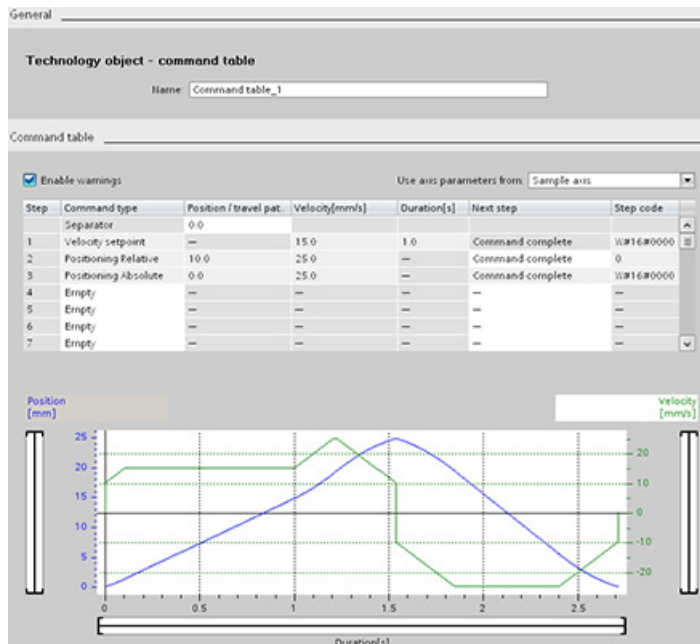 General
Technology object - command table
Name: Command table_1
Command table
Enable warnings Use axis parameters from: Sample axis
Step Command type Position / travel pat.. Velocity[mm/s] Duration[s] Next step Step code
Separator 0.0
1 Velocity setpoint — 15.0 1.0 Command complete W#16#0000
2 Positioning Relative 10.0 25.0 — Command complete 0
3 Positioning Absolute 0.0 25.0 — Command complete W#16#0000
4 Empty — — — — —
5 Empty — — — — —
6 Empty — — — — —
7 Empty — — — — —
Position Velocity
[mm] [mm/s]
25
20 20
15 10
10 0
5 -10
0 -20
0 0.5 1 1.5 2 2.5
Duration[s]